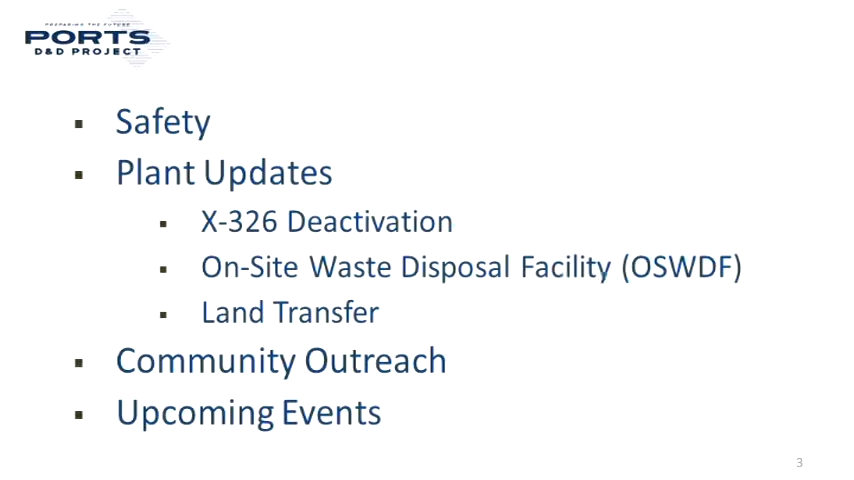 PREPARING THE FUTURE
PORTS
D&D PROJECT
▪ Safety
▪ Plant Updates
▪ X-326 Deactivation
▪ On-Site Waste Disposal Facility (OSWDF)
▪ Land Transfer
▪ Community Outreach
▪ Upcoming Events
3